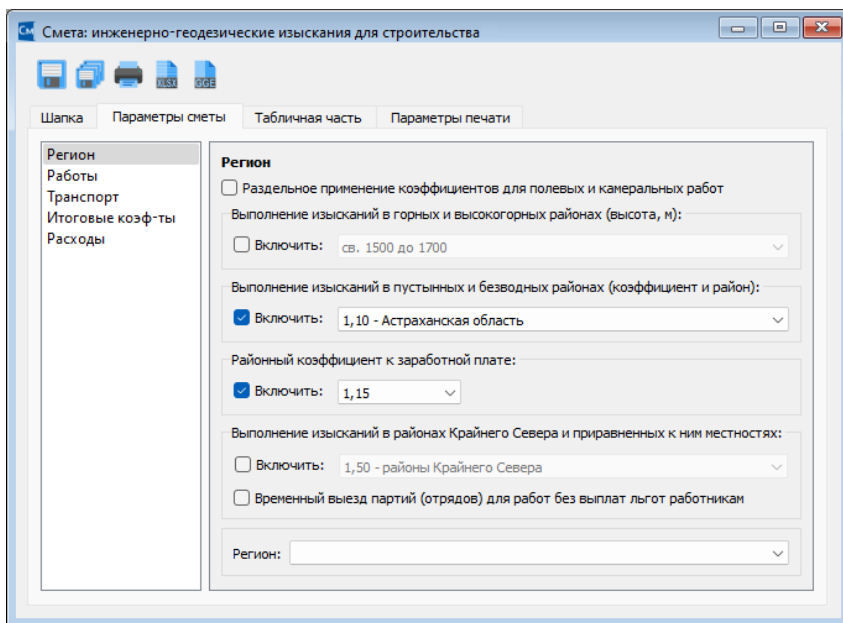 См Смета: инженерно-геодезические изыскания для строительства
XLSX GGE
Шапка Параметры сметы Табличная часть Параметры печати
Регион
Работы
Транспорт
Итоговые коэф-ты
Расходы
Регион
Раздельное применение коэффициентов для полевых и камеральных работ
Выполнение изысканий в горных и высокогорных районах (высота, м):
Включить: св. 1500 до 1700
Выполнение изысканий в пустынных и безводных районах (коэффициент и район):
Включить: 1,10 - Астраханская область
Районный коэффициент к заработной плате:
Включить: 1,15
Выполнение изысканий в районах Крайнего Севера и приравненных к ним местностях:
Включить: 1,50 - районы Крайнего Севера
Временный выезд партий (отрядов) для работ без выплат льгот работникам
Регион: